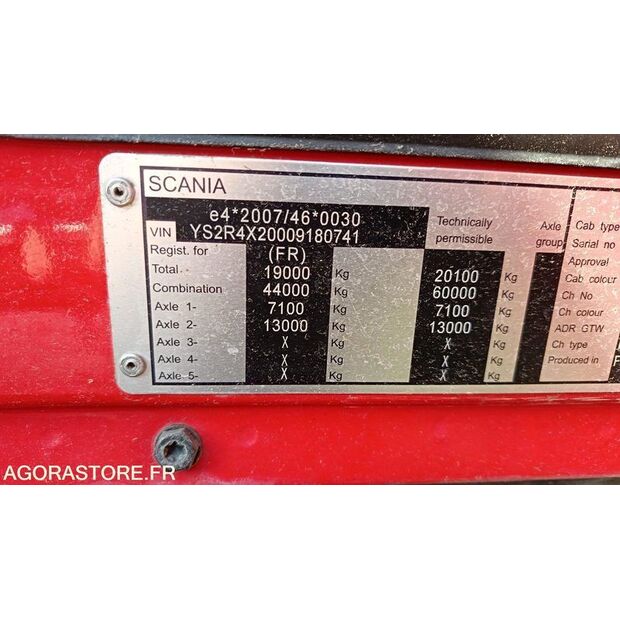 SCANIA
e4*2007/46*0030
VIN YS2R4X20009180741
Technically permissible
Axle group
Regist. for (FR)
Total 19000 Kg 20100 Kg
Combination 44000 Kg 60000 Kg
Axle 1- 7100 Kg 7100 Kg
Axle 2- 13000 Kg 13000 Kg
Axle 3- X Kg X Kg
Axle 4- X Kg X Kg
Axle 5- X Kg X Kg
Cab type
Serial no
Approval
Cab colour
Ch No
Ch colour
ADR GTW
Ch type
Produced in
AGORASTORE.FR